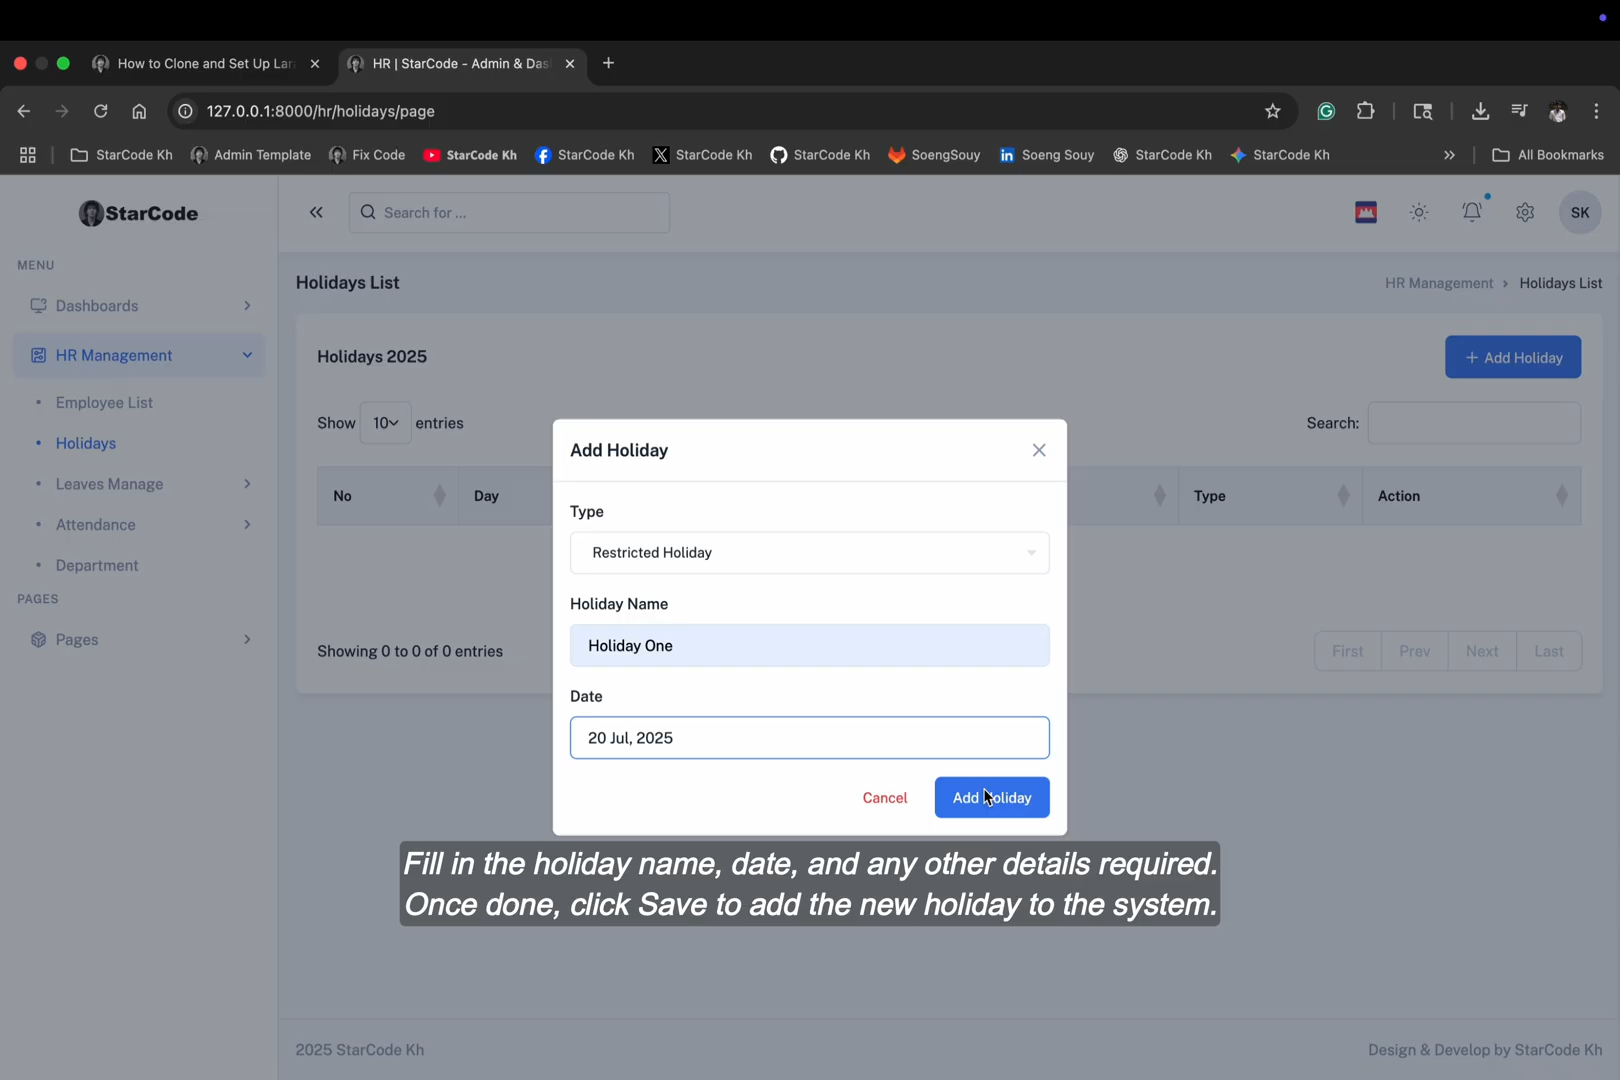 How to Clone and Set Up Lar
HR | StarCode - Admin & Das
127.0.0.1:8000/hr/holidays/page
StarCode Kh
Admin Template
Fix Code
StarCode Kh
StarCode Kh
StarCode Kh
StarCode Kh
SoengSouy
Soeng Souy
StarCode Kh
StarCode Kh
All Bookmarks
StarCode
Search for ...
SK
MENU
Dashboards
HR Management
Employee List
Holidays
Leaves Manage
Attendance
Department
PAGES
Pages
Holidays List
HR Management
Holidays List
Holidays 2025
Add Holiday
Show 10 entries
Search:
No
Day
Type
Action
Showing 0 to 0 of 0 entries
First
Prev
Next
Last
Add Holiday
Type
Restricted Holiday
Holiday Name
Holiday One
Date
20 Jul, 2025
Cancel
Add Holiday
Fill in the holiday name, date, and any other details required.
Once done, click Save to add the new holiday to the system.
2025 StarCode Kh
Design & Develop by StarCode Kh